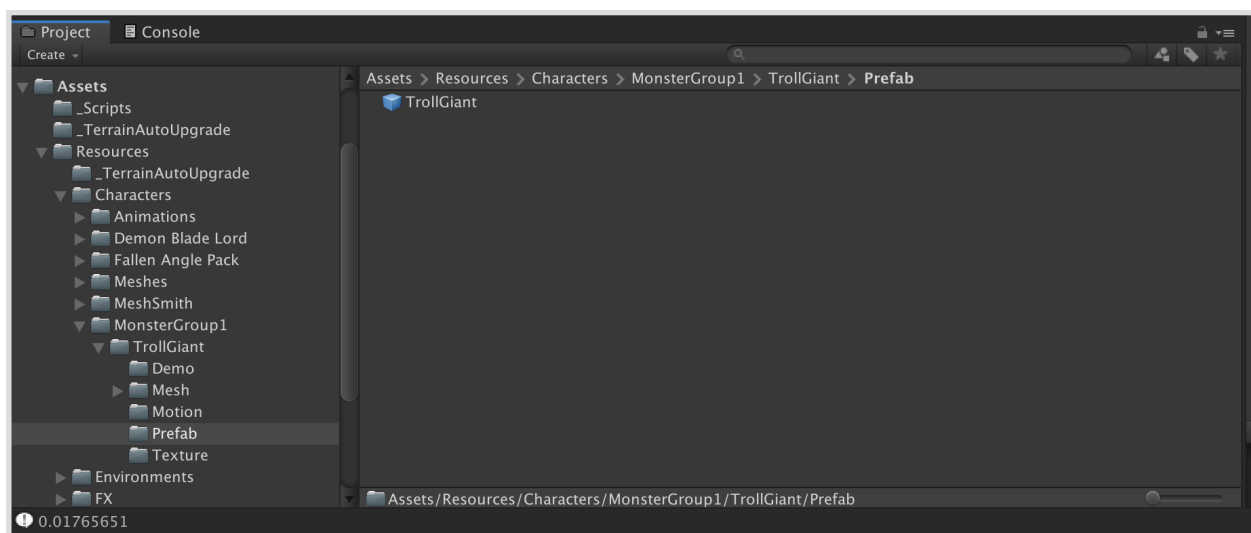 Project Console
Create
Assets
_Scripts
_TerrainAutoUpgrade
Resources
_TerrainAutoUpgrade
Characters
Animations
Demon Blade Lord
Fallen Angle Pack
Meshes
MeshSmith
MonsterGroup1
TrollGiant
Demo
Mesh
Motion
Prefab
Texture
Environments
FX
Assets > Resources > Characters > MonsterGroup1 > TrollGiant > Prefab
TrollGiant
Assets/Resources/Characters/MonsterGroup1/TrollGiant/Prefab
0.01765651